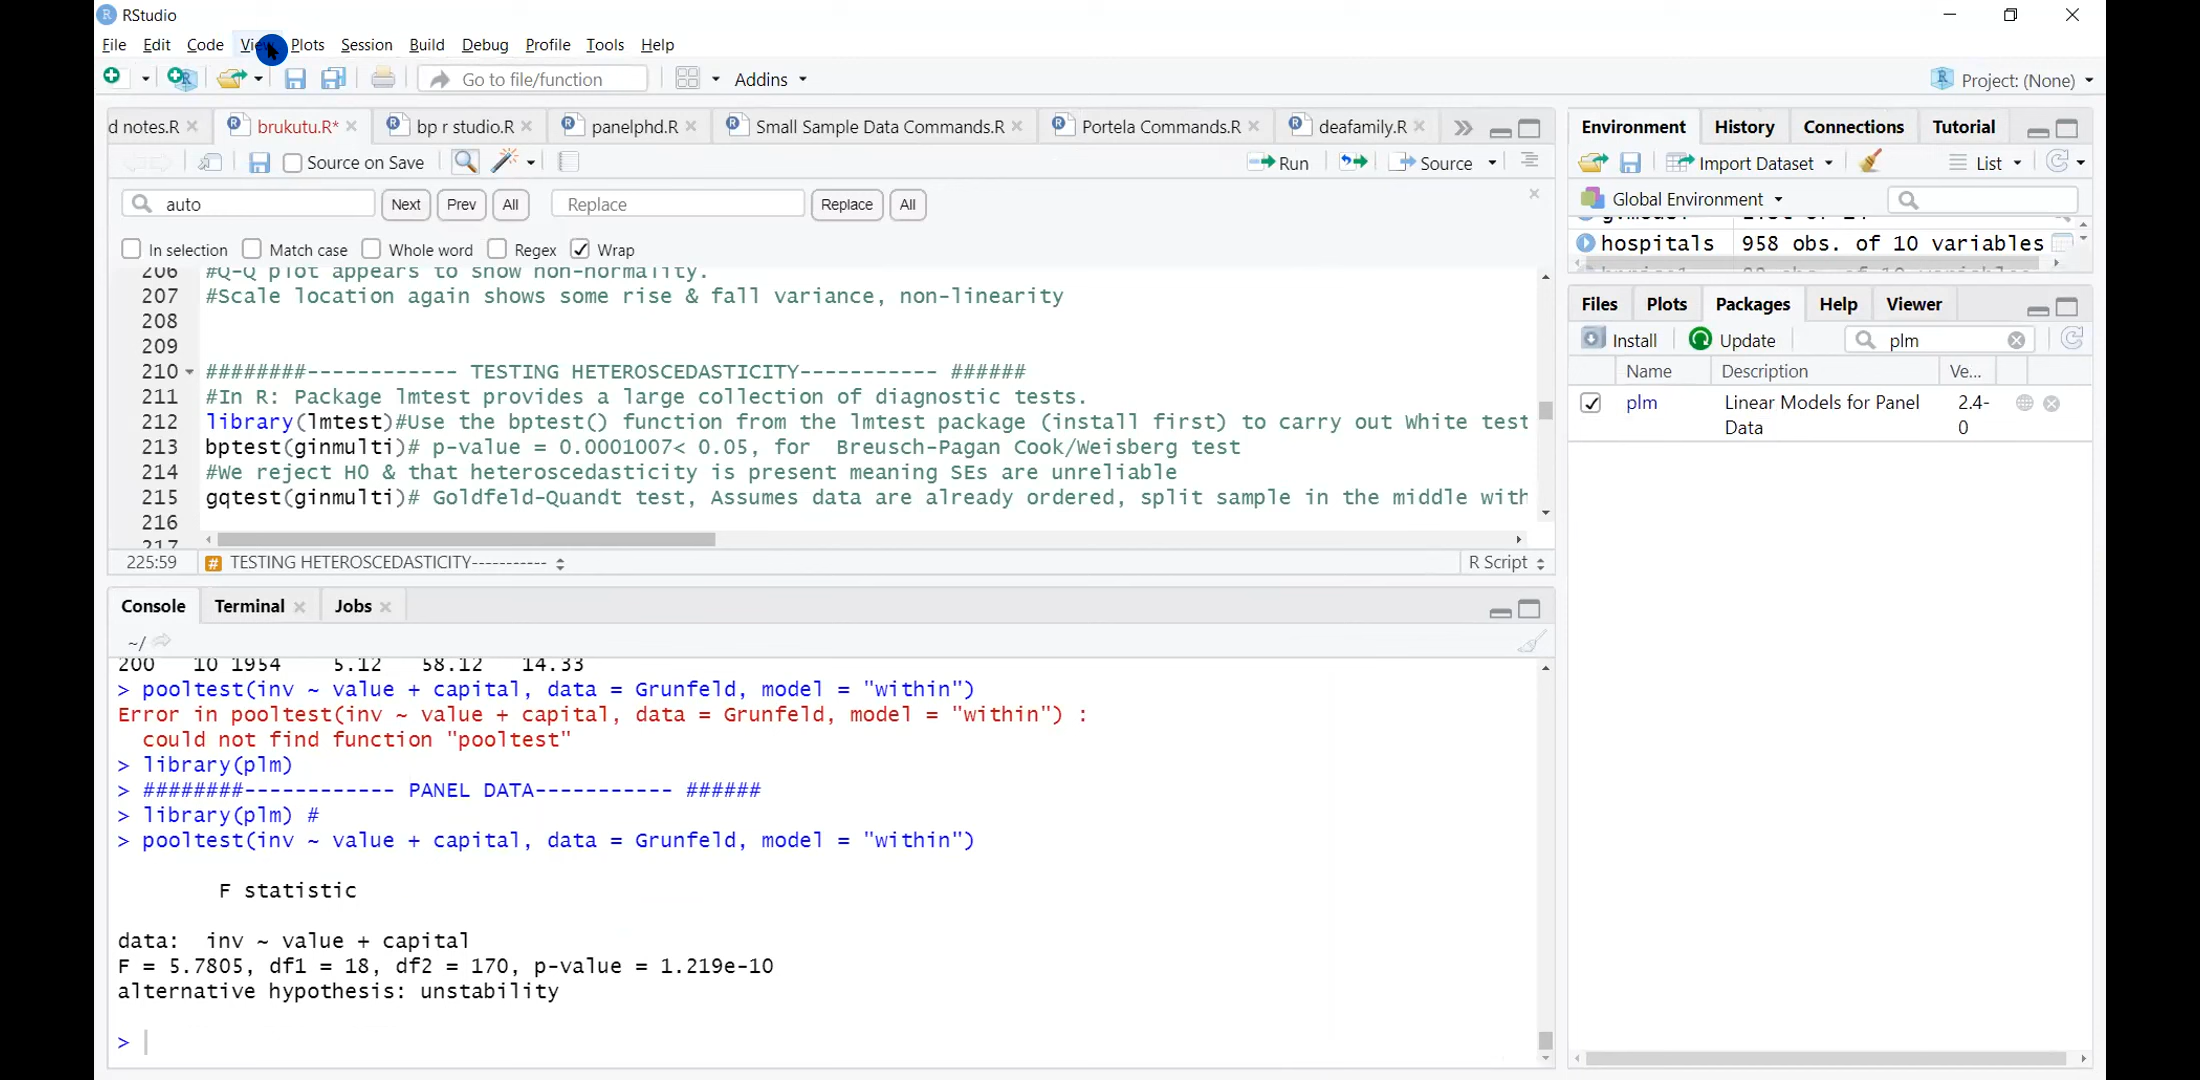 RStudio
File Edit Code View Plots Session Build Debug Profile Tools Help
Go to file/function Addins Project: (None)
d notes.R brukutu.R* bp r studio.R panelphd.R Small Sample Data Commands.R Portela Commands.R deafamily.R
Source on Save Run Source
auto Next Prev All Replace Replace All
In selection Match case Whole word Regex Wrap
206 #Q-Q plot appears to show non-normality.
207 #Scale location again shows some rise & fall variance, non-linearity
208
209
210 ########------------ TESTING HETEROSCEDASTICITY----------- ######
211 #In R: Package lmtest provides a large collection of diagnostic tests.
212 library(lmtest)#Use the bptest() function from the lmtest package (install first) to carry out White test
213 bptest(ginmulti)# p-value = 0.0001007< 0.05, for  Breusch-Pagan Cook/Weisberg test
214 #We reject H0 & that heteroscedasticity is present meaning SEs are unreliable
215 gqtest(ginmulti)# Goldfeld-Quandt test, Assumes data are already ordered, split sample in the middle with
216
217
225:59 # TESTING HETEROSCEDASTICITY----------- R Script
Console Terminal Jobs
~/
200 10 1954 5.12 58.12 14.33
> pooltest(inv ~ value + capital, data = Grunfeld, model = "within")
Error in pooltest(inv ~ value + capital, data = Grunfeld, model = "within") :
could not find function "pooltest"
> library(plm)
> ########------------ PANEL DATA----------- ######
> library(plm) #
> pooltest(inv ~ value + capital, data = Grunfeld, model = "within")
F statistic
data:  inv ~ value + capital
F = 5.7805, df1 = 18, df2 = 170, p-value = 1.219e-10
alternative hypothesis: unstability
>
Environment History Connections Tutorial
Import Dataset List
Global Environment
hospitals 958 obs. of 10 variables
Files Plots Packages Help Viewer
Install Update plm
Name Description Ve...
plm Linear Models for Panel 2.4-
Data 0